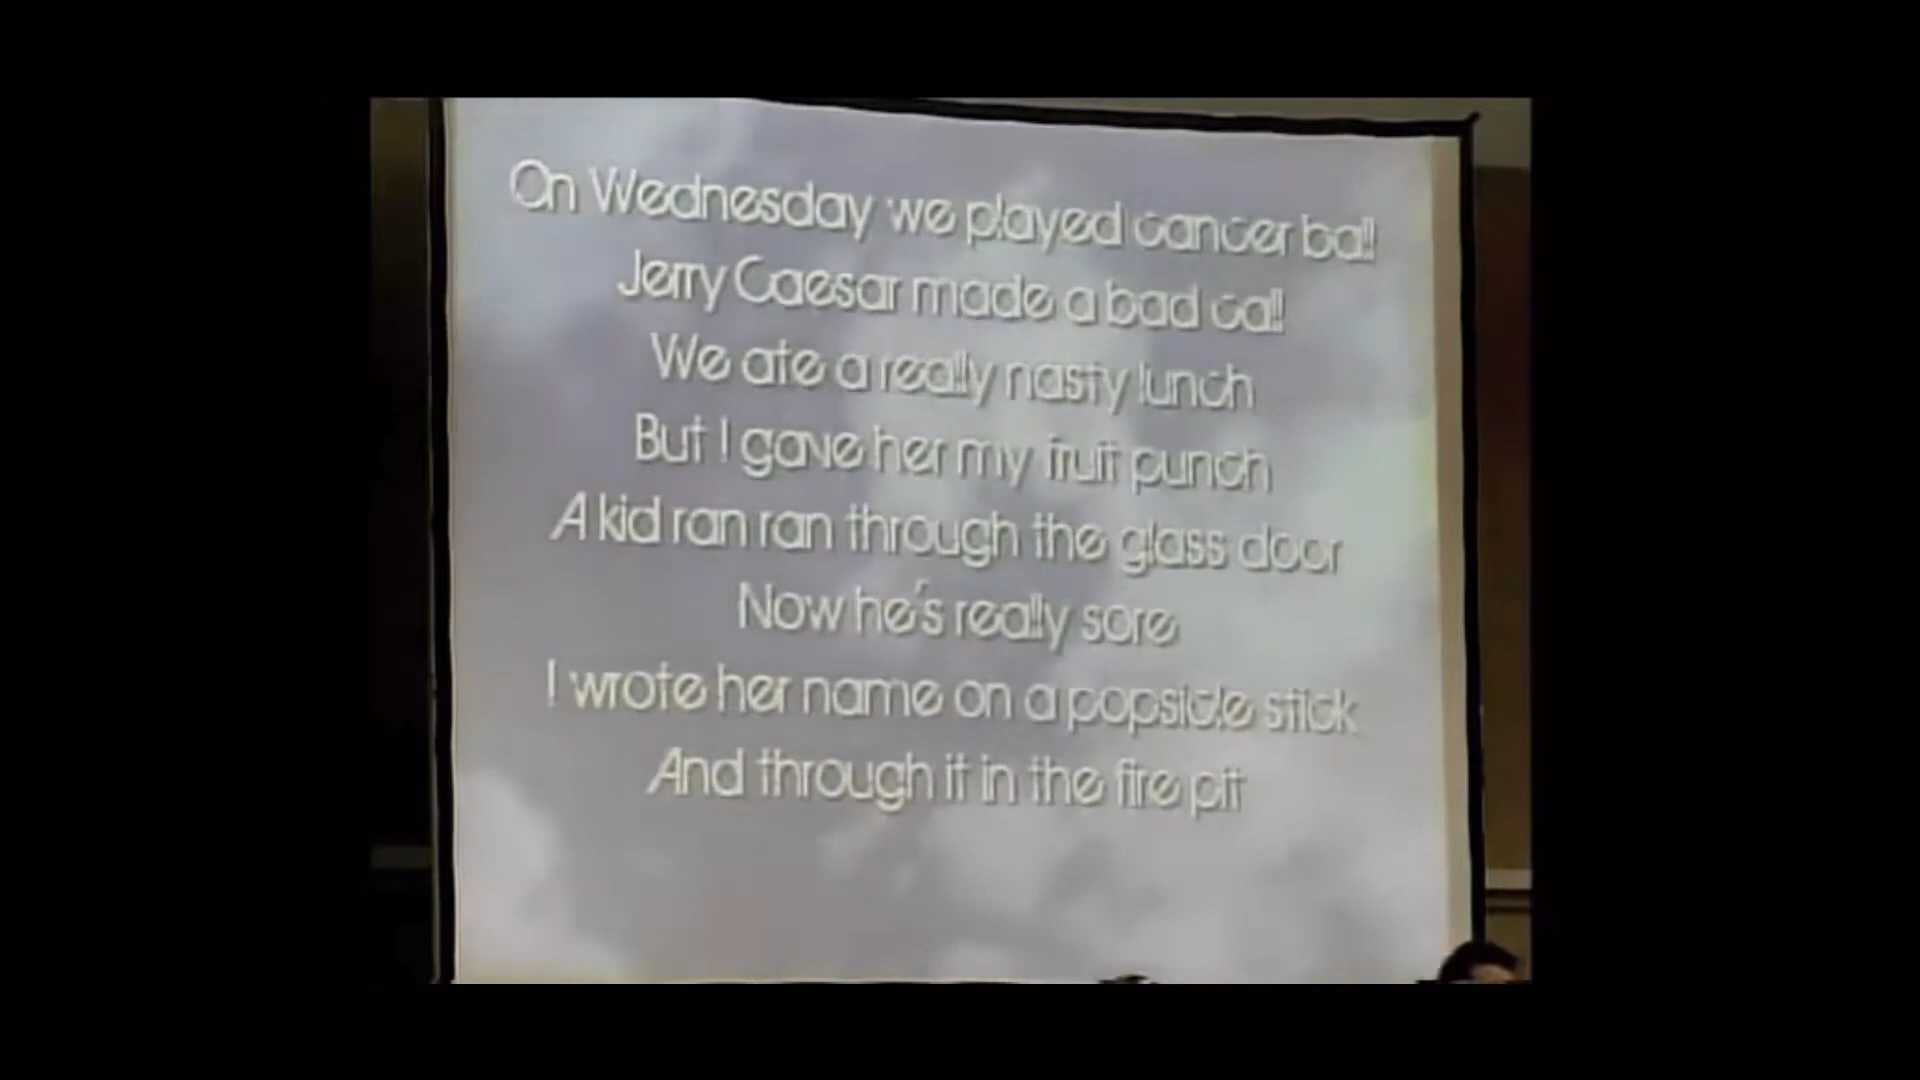 On Wednesday we played cancer ball
Jerry Caesar made a bad call
We ate a really nasty lunch
But I gave her my fruit punch
A kid ran ran through the glass door
Now he's really sore
I wrote her name on a popsicle stick
And through it in the fire pit